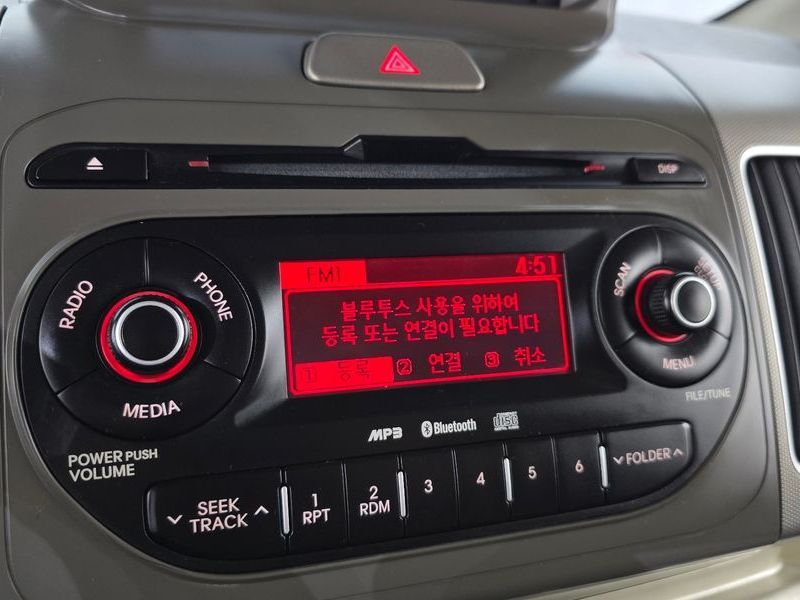 DISP
FM1 4:51
블루투스 사용을 위하여
등록 또는 연결이 필요합니다
1 등록 2 연결 3 취소
RADIO
PHONE
MEDIA
POWER PUSH
VOLUME
SCAN
MENU
FILE/TUNE
MP3 Bluetooth disc
SEEK
TRACK
1
RPT
2
RDM
3
4
5
6
FOLDER